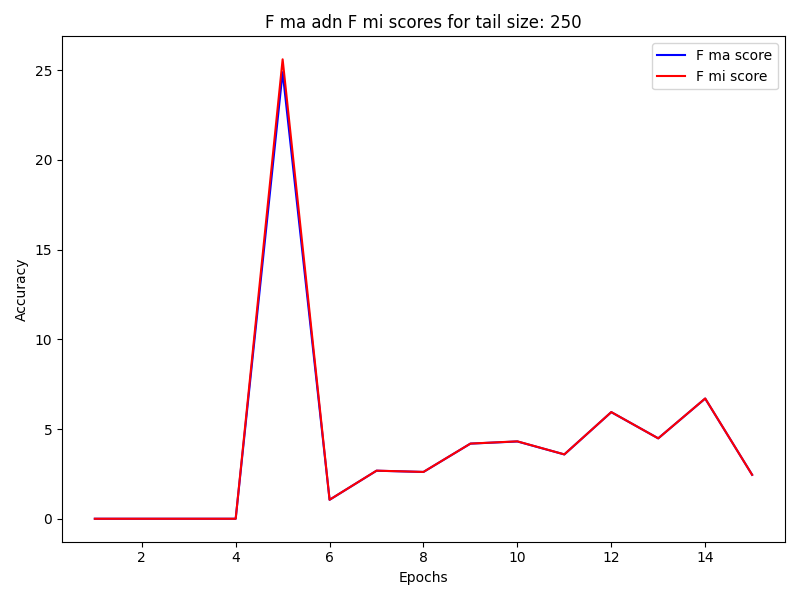 F ma adn F mi scores for tail size: 250
F ma score
F mi score
25
20
15
10
5
0
Accuracy
2 4 6 8 10 12 14
Epochs